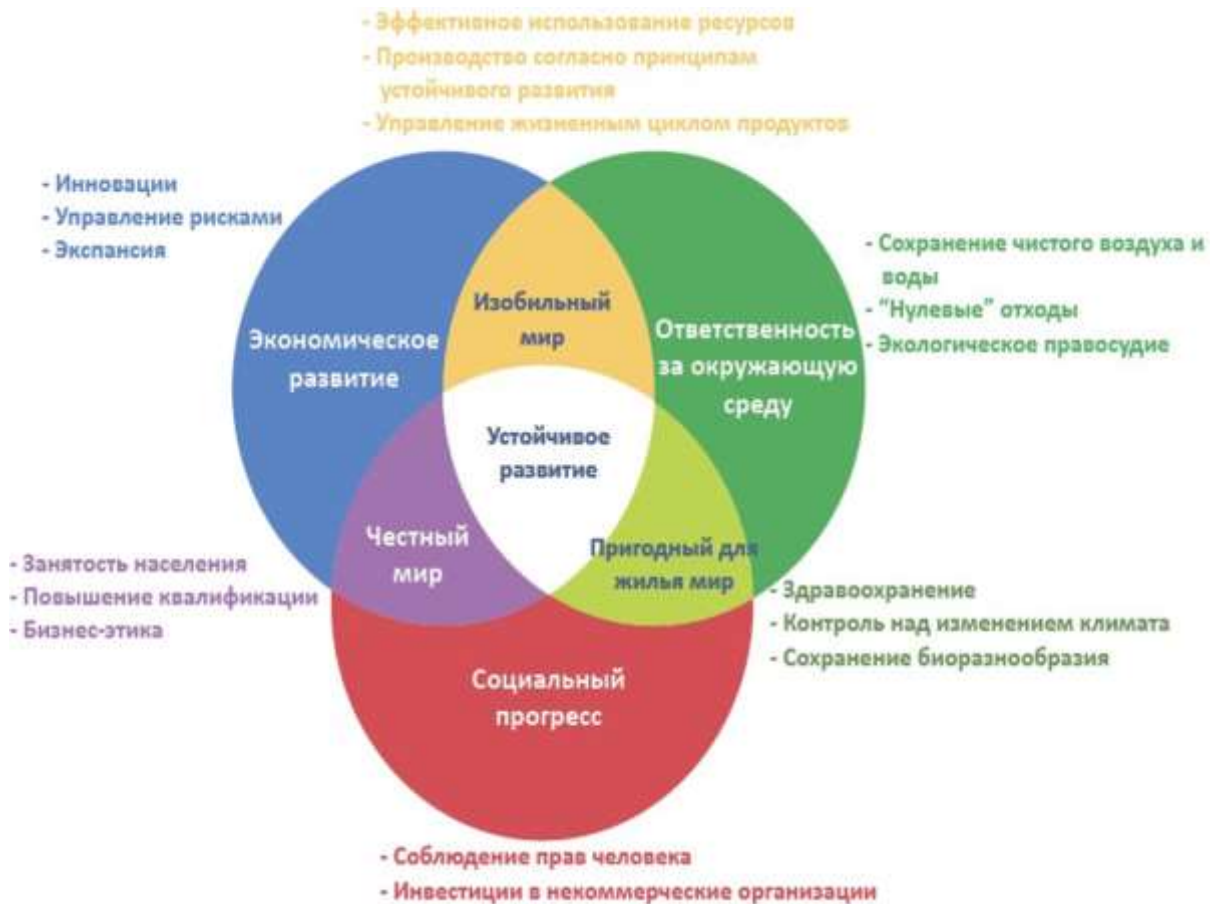 - Эффективное использование ресурсов
- Производство согласно принципам
устойчивого развития
- Управление жизненным циклом продуктов
- Инновации
- Управление рисками
- Экспансия
- Сохранение чистого воздуха и
воды
- "Нулевые" отходы
- Экологическое правосудие
Изобильный
мир
Экономическое
развитие
Ответственность
за окружающую
среду
Устойчивое
развитие
Честный
мир
Пригодный для
жилья мир
- Занятость населения
- Повышение квалификации
- Бизнес-этика
- Здравоохранение
- Контроль над изменением климата
- Сохранение биоразнообразия
Социальный
прогресс
- Соблюдение прав человека
- Инвестиции в некоммерческие организации